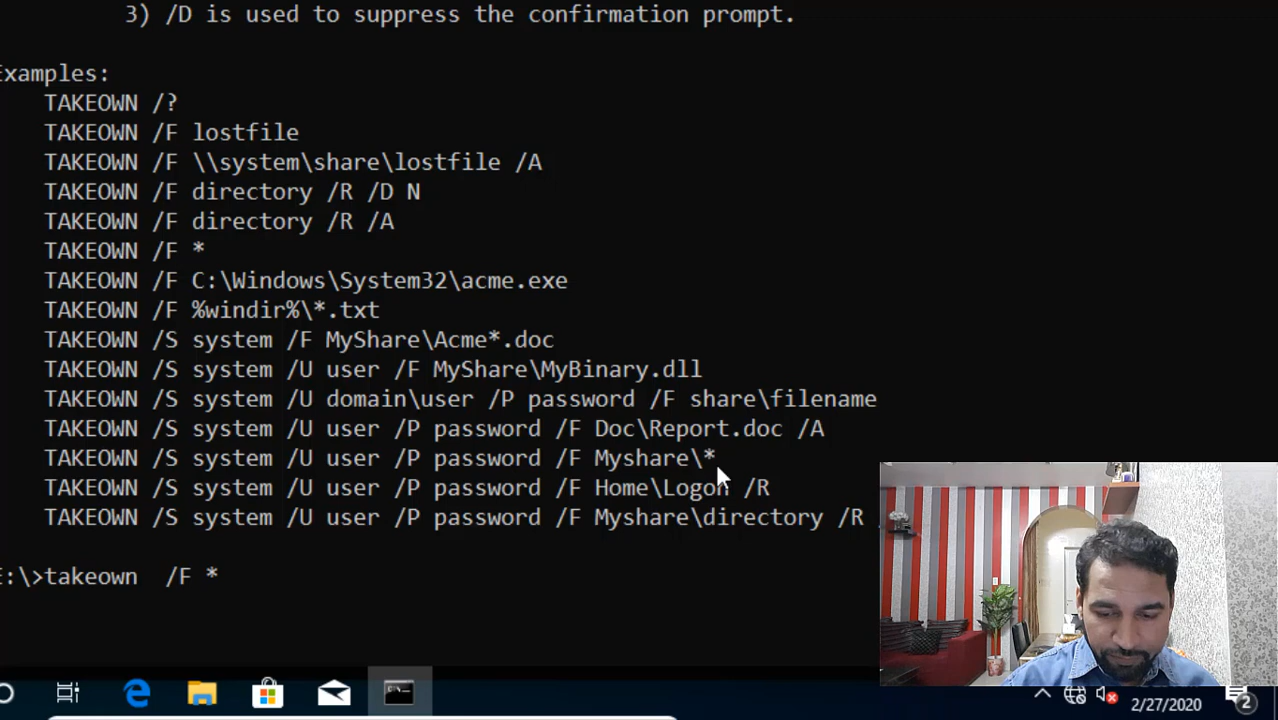 3) /D is used to suppress the confirmation prompt.
Examples:
TAKEOWN /?
TAKEOWN /F lostfile
TAKEOWN /F \\system\share\lostfile /A
TAKEOWN /F directory /R /D N
TAKEOWN /F directory /R /A
TAKEOWN /F *
TAKEOWN /F C:\Windows\System32\acme.exe
TAKEOWN /F %windir%\*.txt
TAKEOWN /S system /F MyShare\Acme*.doc
TAKEOWN /S system /U user /F MyShare\MyBinary.dll
TAKEOWN /S system /U domain\user /P password /F share\filename
TAKEOWN /S system /U user /P password /F Doc\Report.doc /A
TAKEOWN /S system /U user /P password /F Myshare\*
TAKEOWN /S system /U user /P password /F Home\Logon /R
TAKEOWN /S system /U user /P password /F Myshare\directory /R
E:\>takeown  /F *
2/27/2020
2